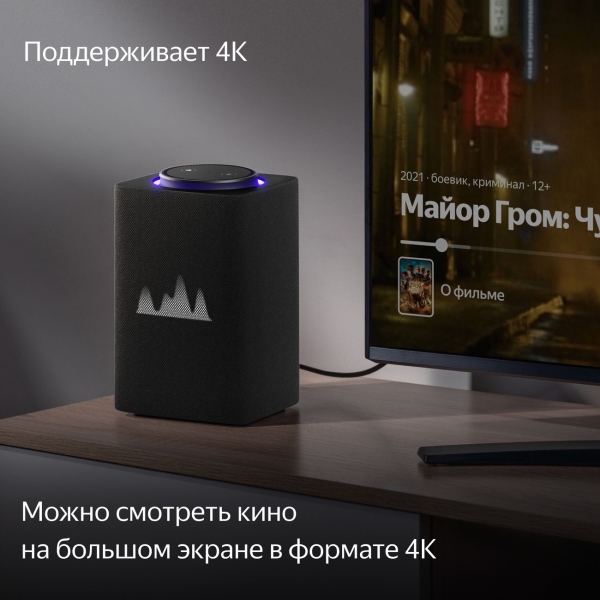 Поддерживает 4K
2021 · боевик, криминал · 12+
Майор Гром: Чу
О фильме
Можно смотреть кино
на большом экране в формате 4K